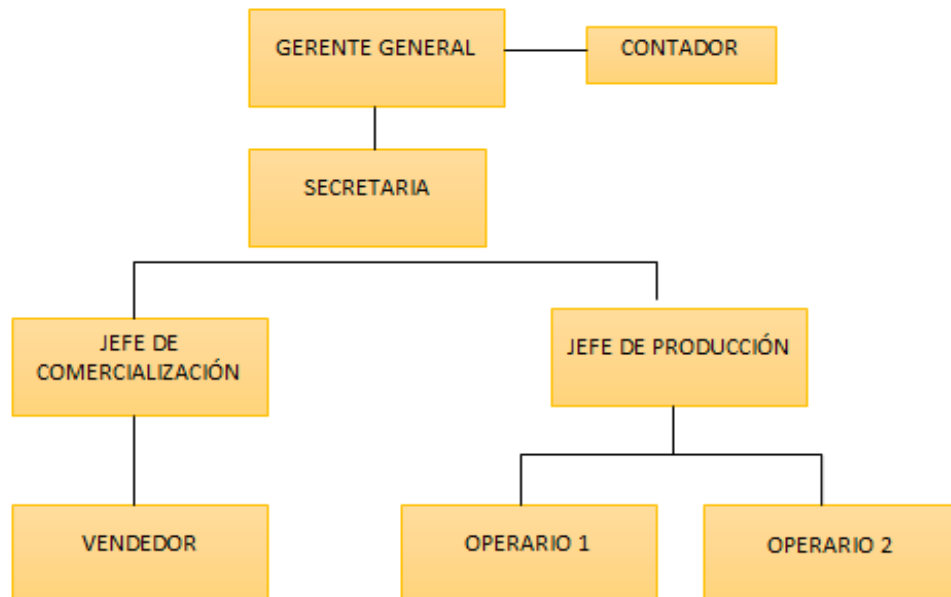 GERENTE GENERAL
CONTADOR
SECRETARIA
JEFE DE
COMERCIALIZACIÓN
JEFE DE PRODUCCIÓN
VENDEDOR
OPERARIO 1
OPERARIO 2